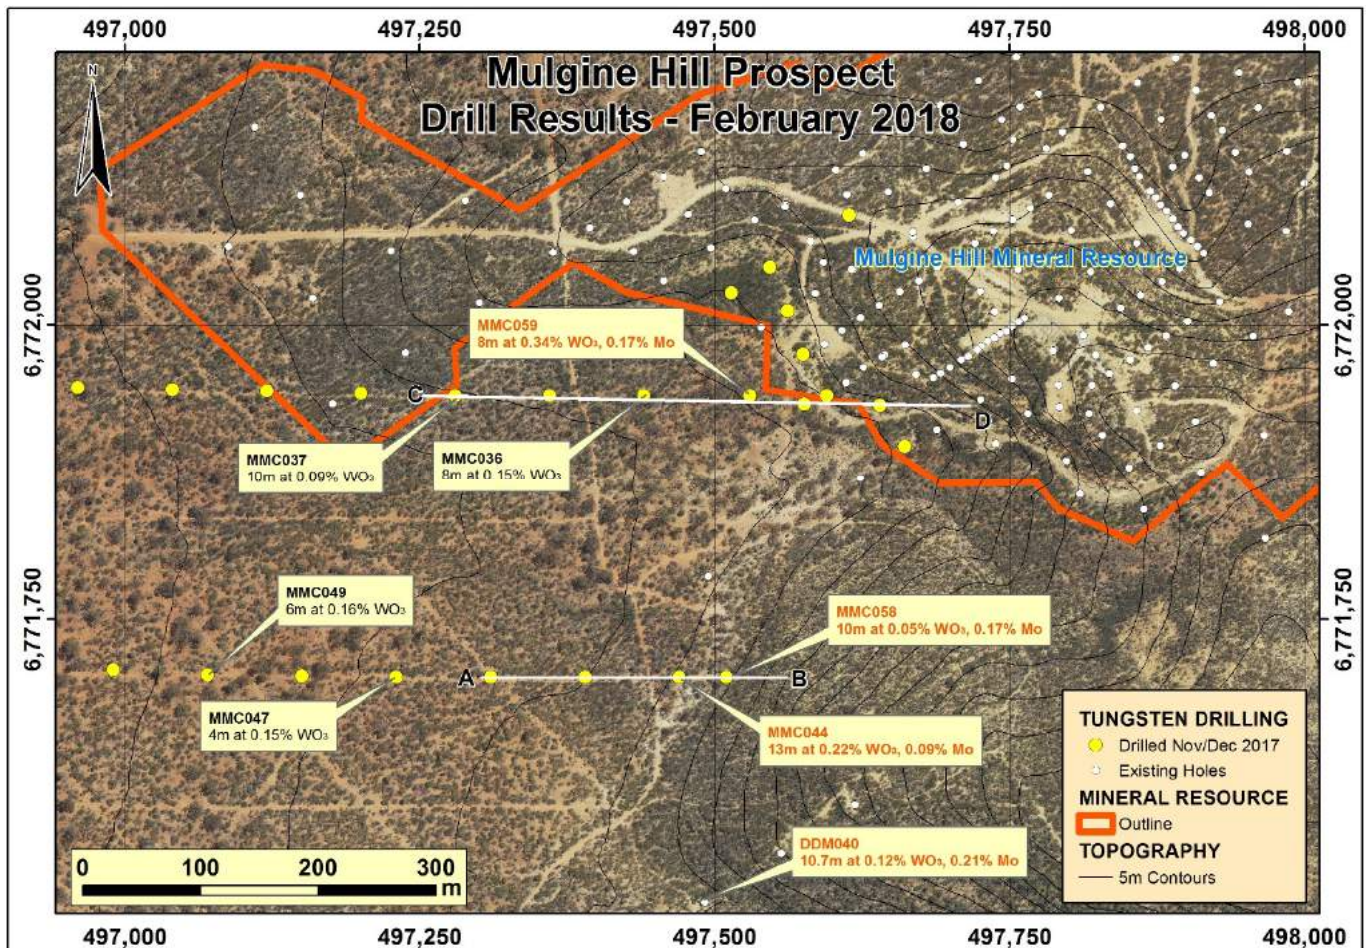 497,000 497,250 497,500 497,750 498,000
N
Mulgine Hill Prospect
Drill Results - February 2018
Mulgine Hill Mineral Resource
6,772,000
6,772,000
MMC059
8m at 0.34% WO₃, 0.17% Mo
C
D
MMC037
10m at 0.09% WO₃
MMC036
8m at 0.15% WO₃
MMC049
6m at 0.16% WO₃
MMC058
10m at 0.05% WO₃, 0.17% Mo
6,771,750
6,771,750
A
B
MMC047
4m at 0.15% WO₃
MMC044
13m at 0.22% WO₃, 0.09% Mo
DDM040
10.7m at 0.12% WO₃, 0.21% Mo
TUNGSTEN DRILLING
Drilled Nov/Dec 2017
Existing Holes
MINERAL RESOURCE
Outline
TOPOGRAPHY
5m Contours
0 100 200 300
m
497,000 497,250 497,500 497,750 498,000